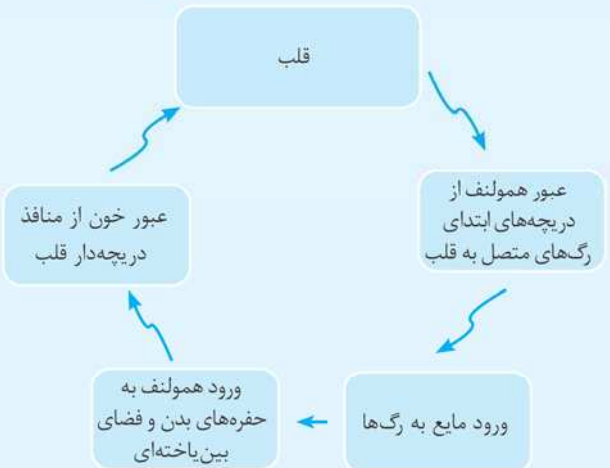 قلب
عبور همولنف از
دریچه‌های ابتدای
رگ‌های متصل به قلب
ورود مایع به رگ‌ها
ورود همولنف به
حفره‌های بدن و فضای
بین‌یاخته‌ای
عبور خون از منافذ
دریچه‌دار قلب